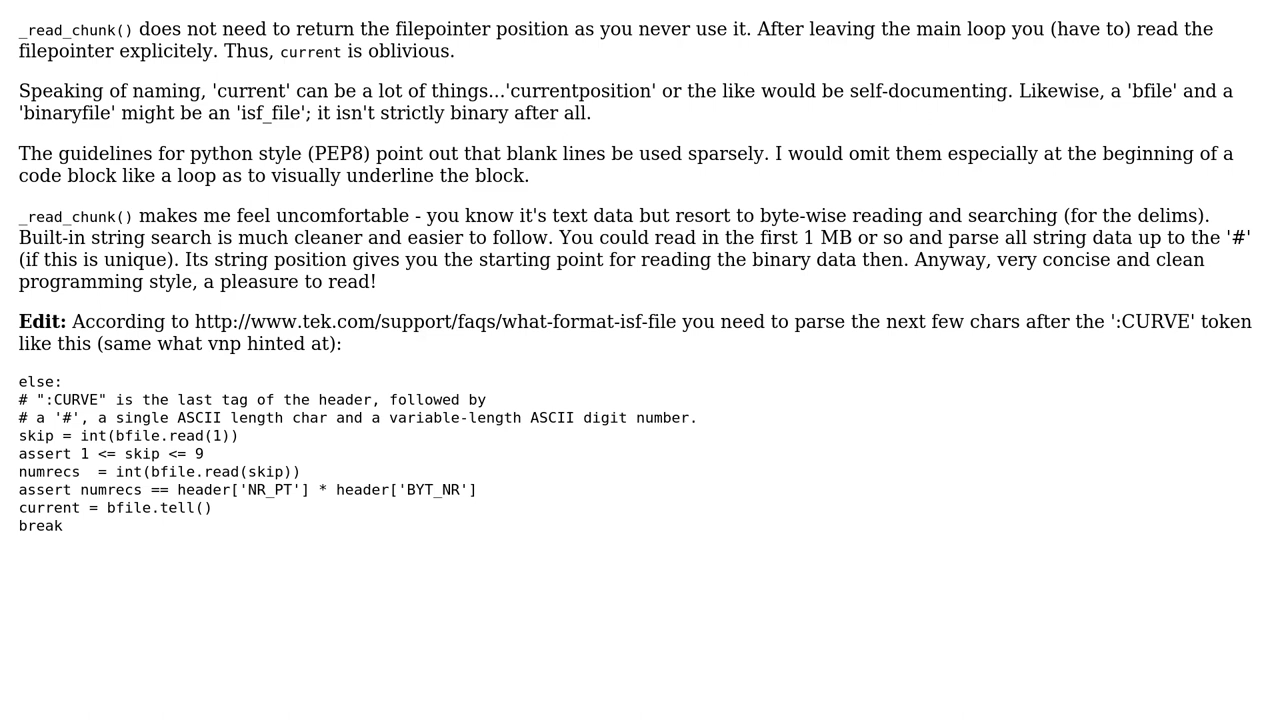 _read_chunk() does not need to return the filepointer position as you never use it. After leaving the main loop you (have to) read the
filepointer explicitely. Thus, current is oblivious.
Speaking of naming, 'current' can be a lot of things...'currentposition' or the like would be self-documenting. Likewise, a 'bfile' and a
'binaryfile' might be an 'isf_file'; it isn't strictly binary after all.
The guidelines for python style (PEP8) point out that blank lines be used sparsely. I would omit them especially at the beginning of a
code block like a loop as to visually underline the block.
_read_chunk() makes me feel uncomfortable - you know it's text data but resort to byte-wise reading and searching (for the delims).
Built-in string search is much cleaner and easier to follow. You could read in the first 1 MB or so and parse all string data up to the '#'
(if this is unique). Its string position gives you the starting point for reading the binary data then. Anyway, very concise and clean
programming style, a pleasure to read!
Edit: According to http://www.tek.com/support/faqs/what-format-isf-file you need to parse the next few chars after the ':CURVE' token
like this (same what vnp hinted at):
else:
# ":CURVE" is the last tag of the header, followed by
# a '#', a single ASCII length char and a variable-length ASCII digit number.
skip = int(bfile.read(1))
assert 1 <= skip <= 9
numrecs  = int(bfile.read(skip))
assert numrecs == header['NR_PT'] * header['BYT_NR']
current = bfile.tell()
break